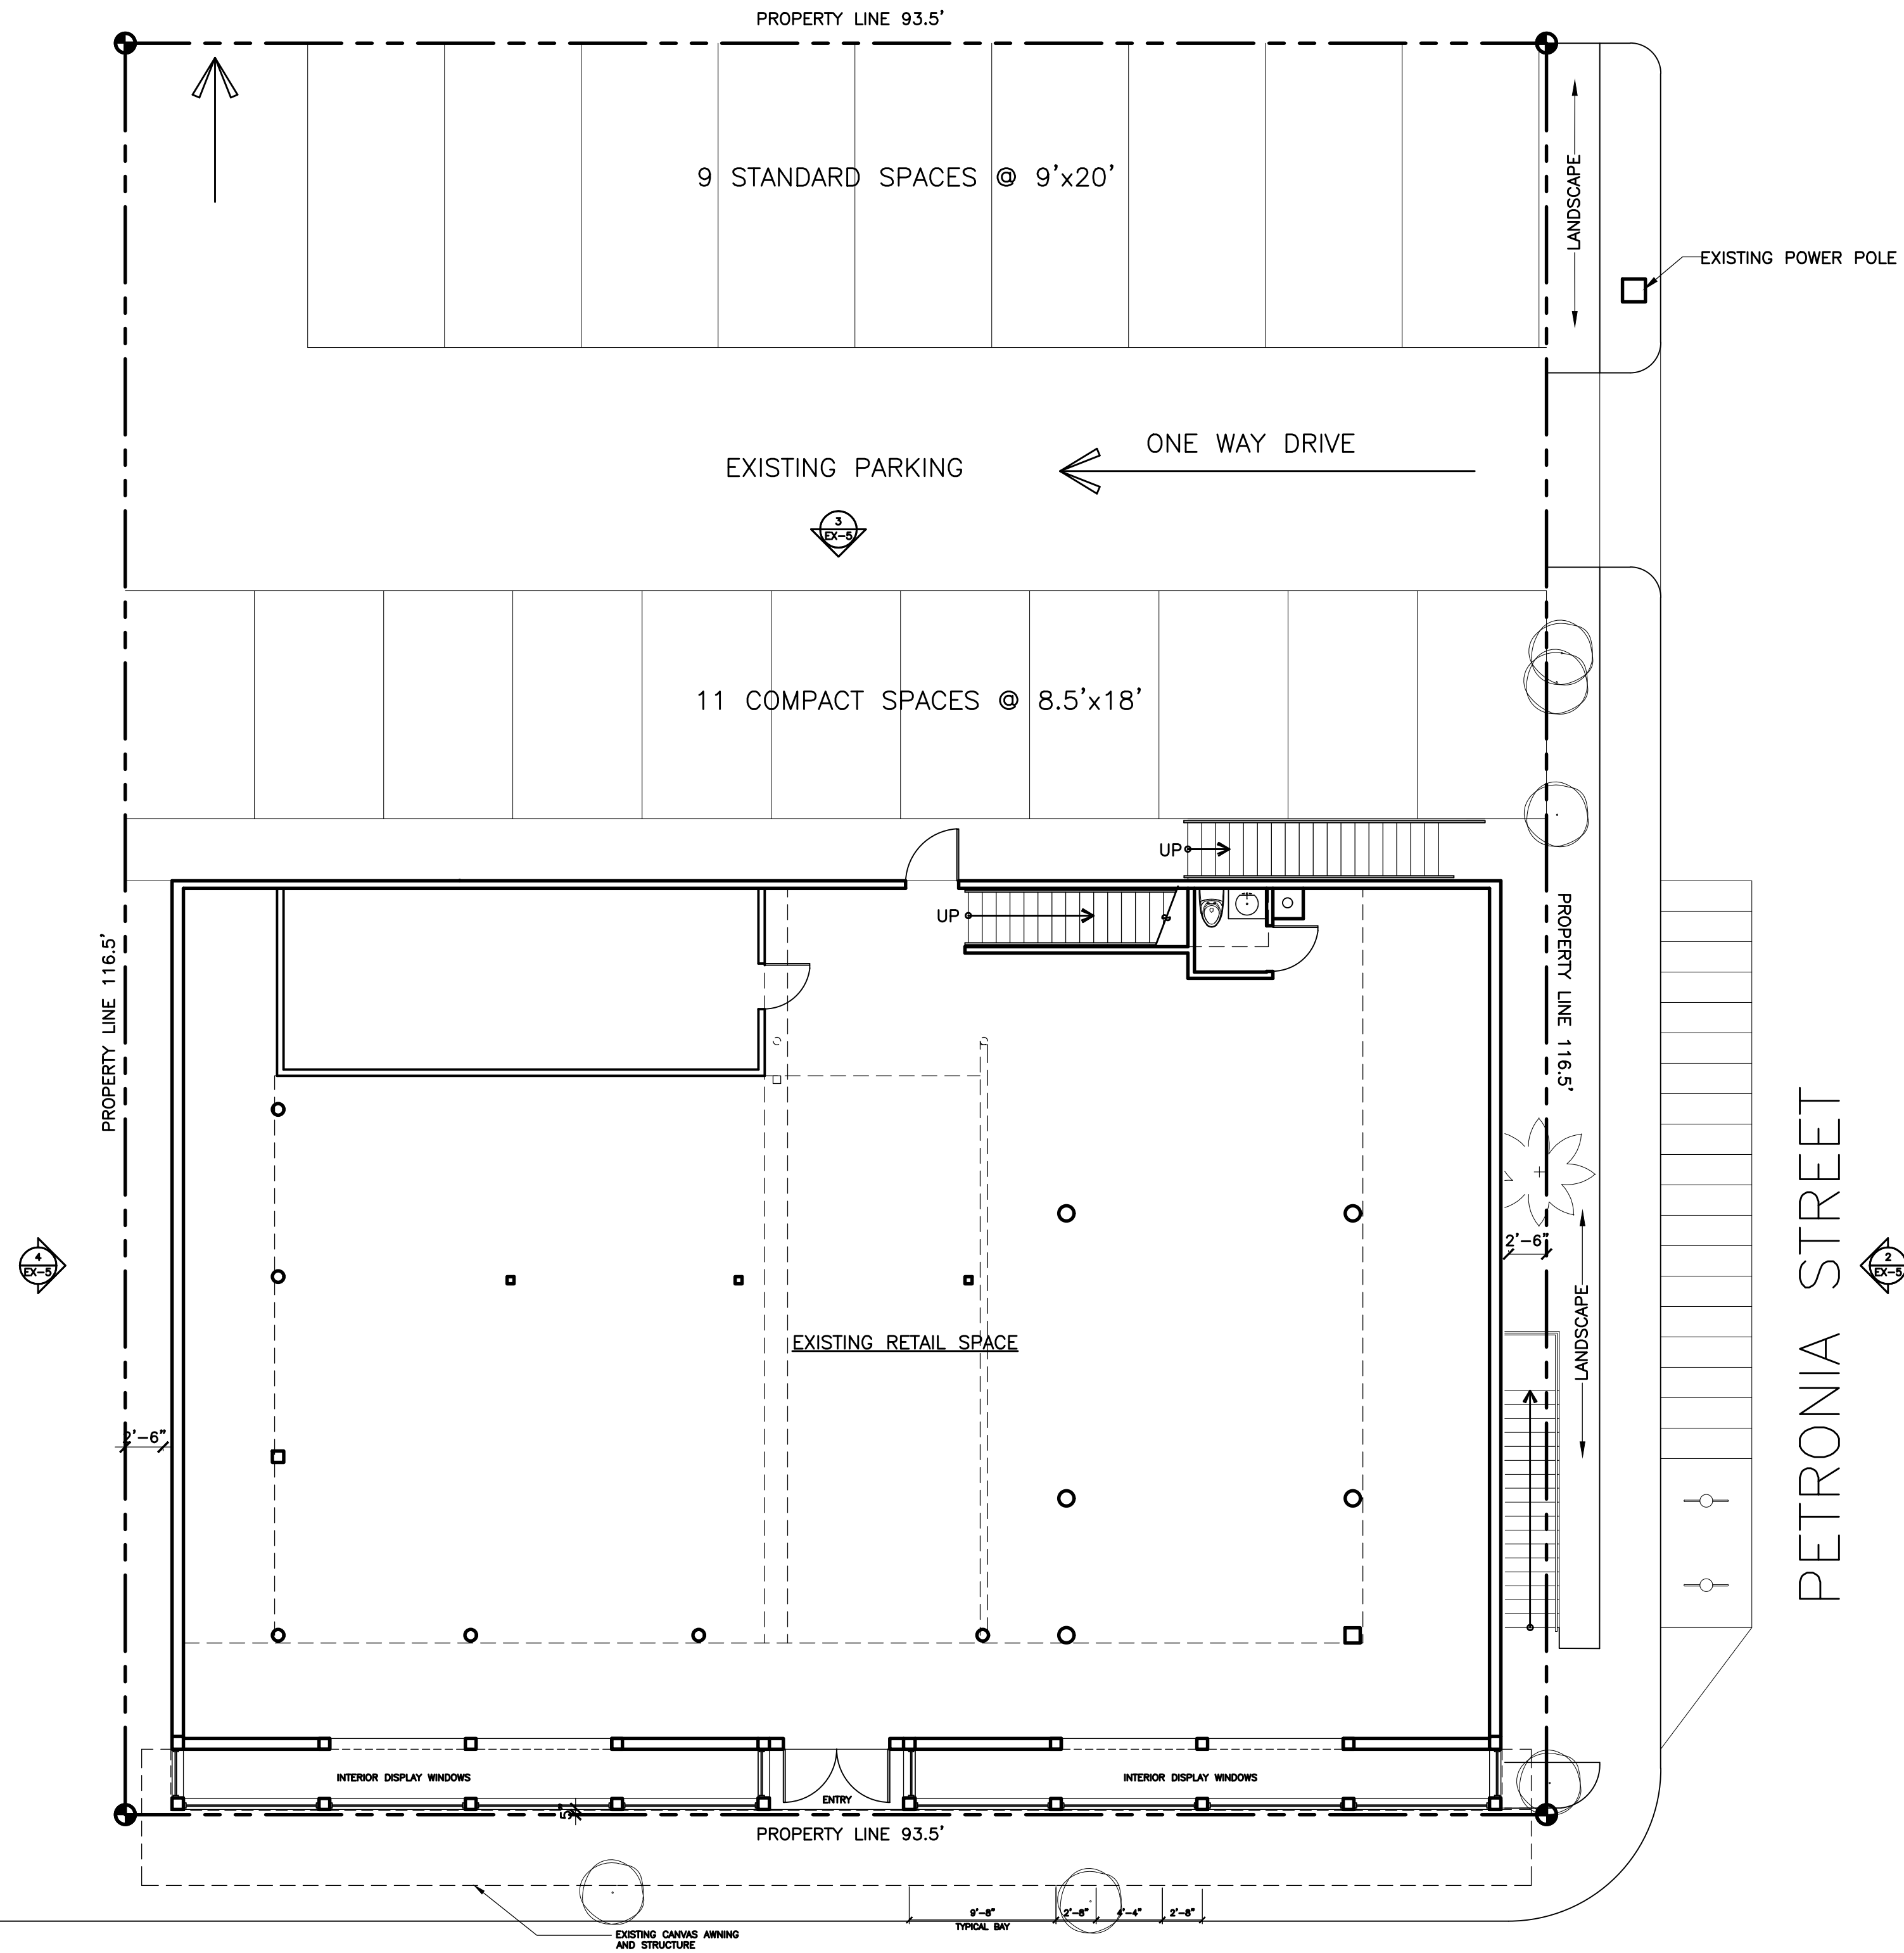 PROPERTY LINE 93.5'
9 STANDARD SPACES @ 9'x20'
LANDSCAPE
EXISTING POWER POLE
ONE WAY DRIVE
EXISTING PARKING
3
EX-5
11 COMPACT SPACES @ 8.5'x18'
UP
UP
PROPERTY LINE 116.5'
PROPERTY LINE 116.5'
PETRONIA STREET
2'-6"
4
EX-5
2
EX-5
LANDSCAPE
EXISTING RETAIL SPACE
2'-6"
INTERIOR DISPLAY WINDOWS
INTERIOR DISPLAY WINDOWS
ENTRY
5"
PROPERTY LINE 93.5'
9'-8"
2'-8"
4'-4"
2'-8"
TYPICAL BAY
EXISTING CANVAS AWNING
AND STRUCTURE